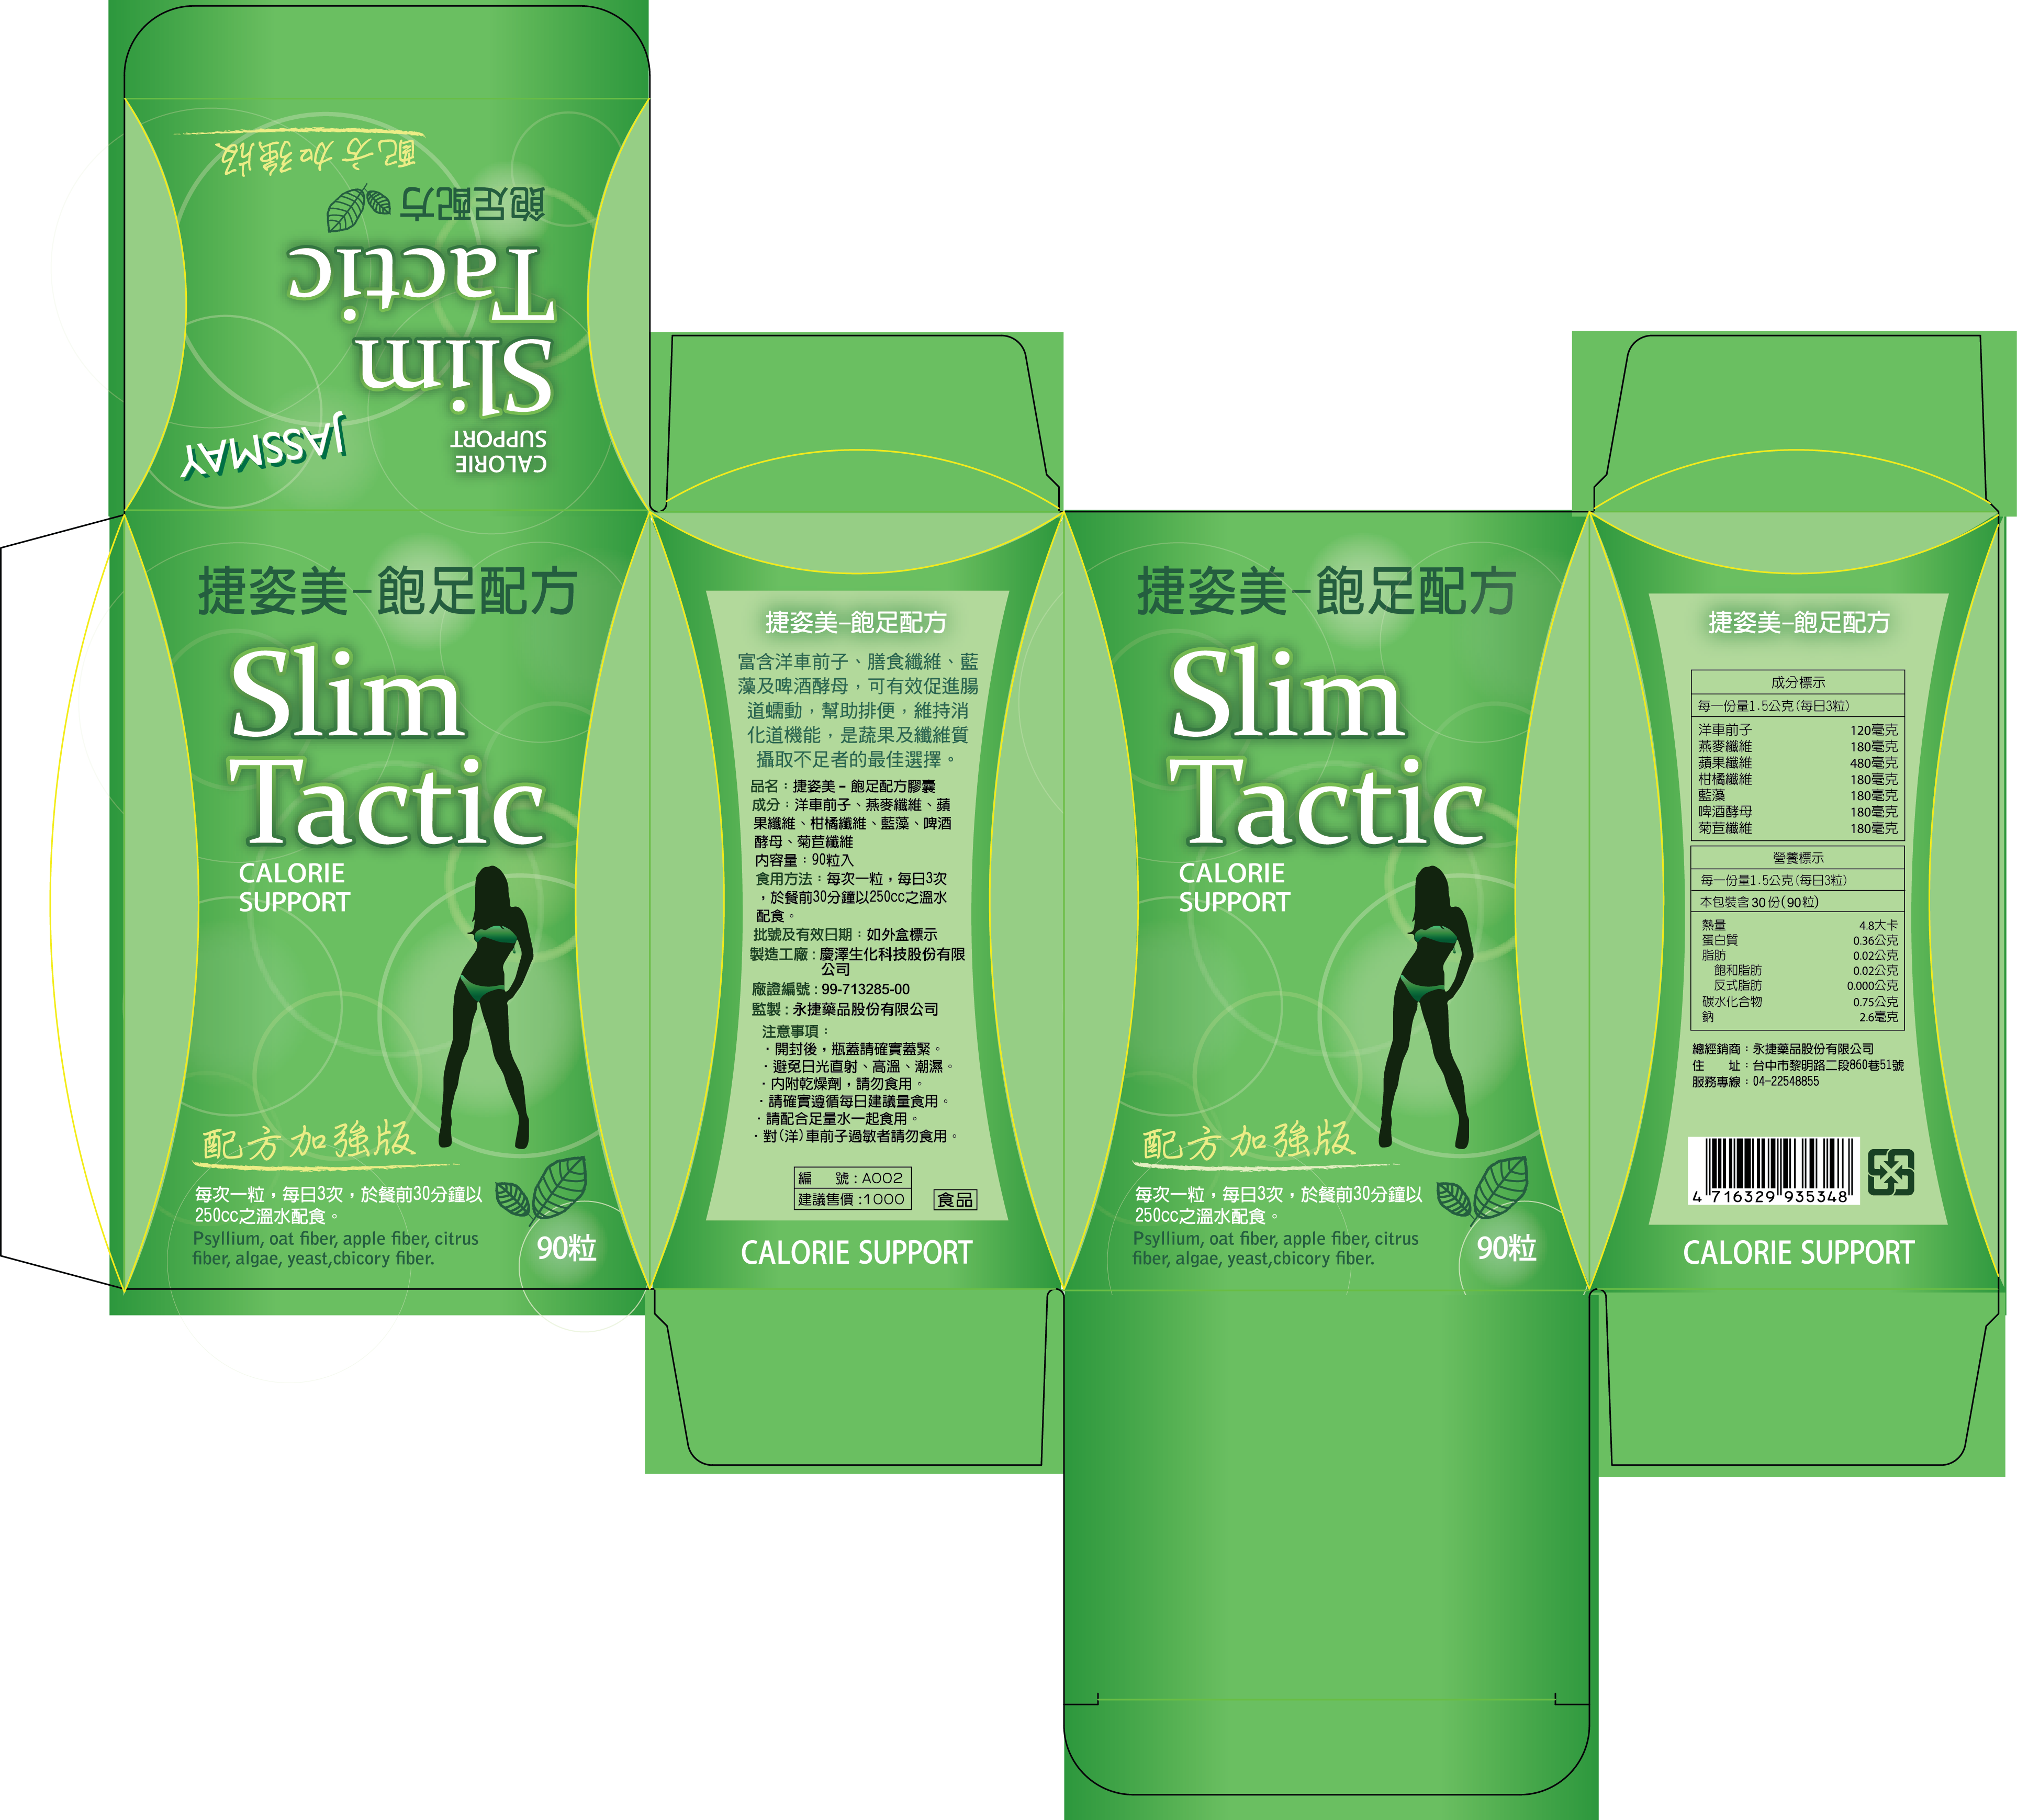 JASSMAY
CALORIE
SUPPORT
Slim
Tactic
飽足配方
配方加強版
捷姿美-飽足配方
Slim
Tactic
CALORIE
SUPPORT
配方加強版
每次一粒，每日3次，於餐前30分鐘以
250cc之溫水配食。
Psyllium, oat fiber, apple fiber, citrus
fiber, algae, yeast,cbicory fiber.
90粒
捷姿美-飽足配方
富含洋車前子、膳食纖維、藍
藻及啤酒酵母，可有效促進腸
道蠕動，幫助排便，維持消
化道機能，是蔬果及纖維質
攝取不足者的最佳選擇。
品名：捷姿美－飽足配方膠囊
成分：洋車前子、燕麥纖維、蘋
果纖維、柑橘纖維、藍藻、啤酒
酵母、菊苣纖維
內容量：90粒入
食用方法：每次一粒，每日3次
，於餐前30分鐘以250cc之溫水
配食。
批號及有效日期：如外盒標示
製造工廠：慶澤生化科技股份有限
公司
廠證編號：99-713285-00
監製：永捷藥品股份有限公司
注意事項：
·開封後，瓶蓋請確實蓋緊。
·避免日光直射、高溫、潮濕。
·內附乾燥劑，請勿食用。
·請確實遵循每日建議量食用。
·請配合足量水一起食用。
·對(洋)車前子過敏者請勿食用。
編 號：A002
建議售價：1000
食品
CALORIE SUPPORT
捷姿美-飽足配方
Slim
Tactic
CALORIE
SUPPORT
配方加強版
每次一粒，每日3次，於餐前30分鐘以
250cc之溫水配食。
Psyllium, oat fiber, apple fiber, citrus
fiber, algae, yeast,cbicory fiber.
90粒
捷姿美-飽足配方
成分標示
每一份量1.5公克(每日3粒)
洋車前子 120毫克
燕麥纖維 180毫克
蘋果纖維 480毫克
柑橘纖維 180毫克
藍藻 180毫克
啤酒酵母 180毫克
菊苣纖維 180毫克
營養標示
每一份量1.5公克(每日3粒)
本包裝含30份(90粒)
熱量 4.8大卡
蛋白質 0.36公克
脂肪 0.02公克
飽和脂肪 0.02公克
反式脂肪 0.000公克
碳水化合物 0.75公克
鈉 2.6毫克
總經銷商：永捷藥品股份有限公司
住 址：台中市黎明路二段860巷51號
服務專線：04-22548855
4 716329 935348
CALORIE SUPPORT